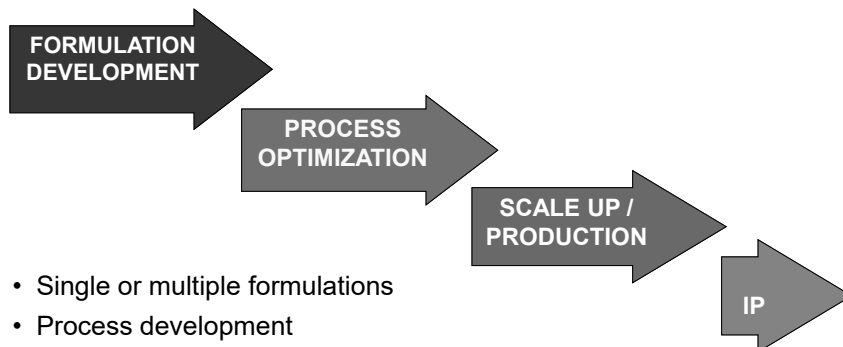 FORMULATION
DEVELOPMENT
PROCESS
OPTIMIZATION
SCALE UP /
PRODUCTION
IP
• Single or multiple formulations
• Process development